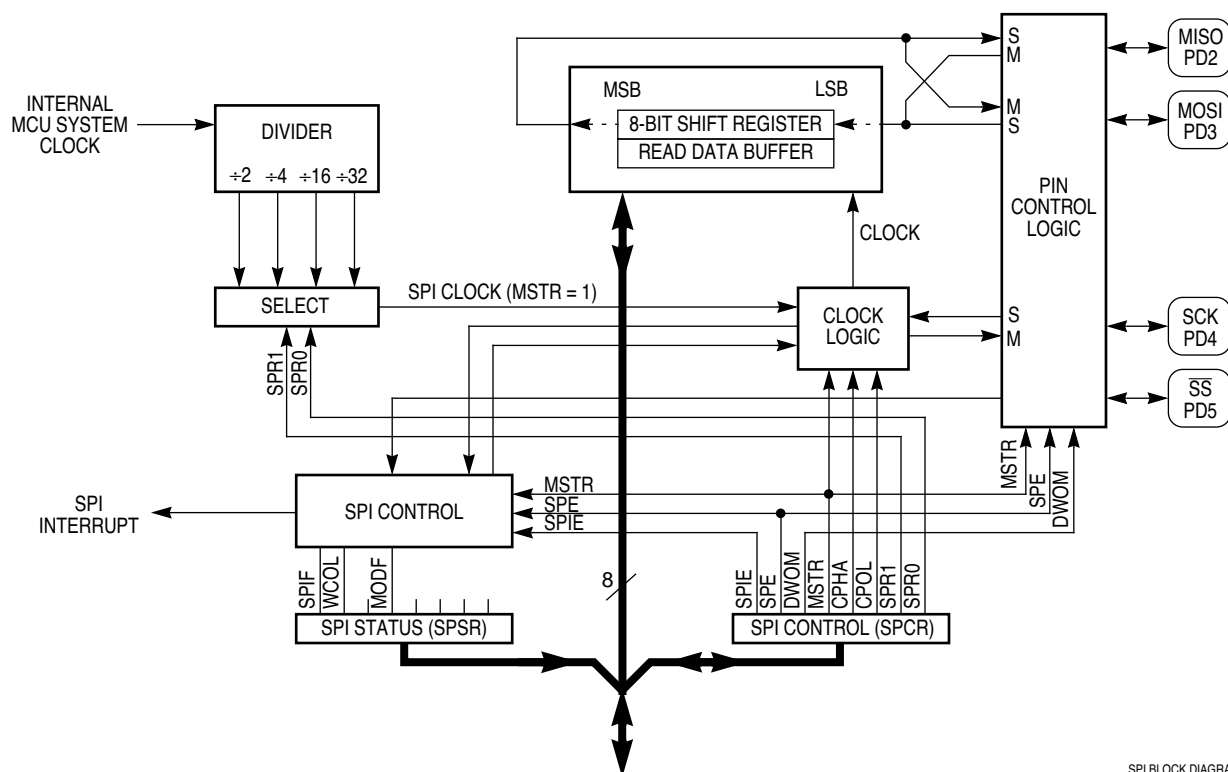 INTERNAL
MCU SYSTEM
CLOCK
DIVIDER
÷2 ÷4 ÷16 ÷32
SELECT
SPR1
SPR0
SPI CLOCK (MSTR = 1)
MSB
LSB
8-BIT SHIFT REGISTER
READ DATA BUFFER
CLOCK
CLOCK
LOGIC
S
M
M
S
S
M
PIN
CONTROL
LOGIC
MISO
PD2
MOSI
PD3
SCK
PD4
SS
PD5
MSTR
SPE
DWOM
SPI
INTERRUPT
SPI CONTROL
MSTR
SPE
SPIE
SPIF
WCOL
MODF
SPI STATUS (SPSR)
8
SPIE
SPE
DWOM
MSTR
CPHA
CPOL
SPR1
SPR0
SPI CONTROL (SPCR)